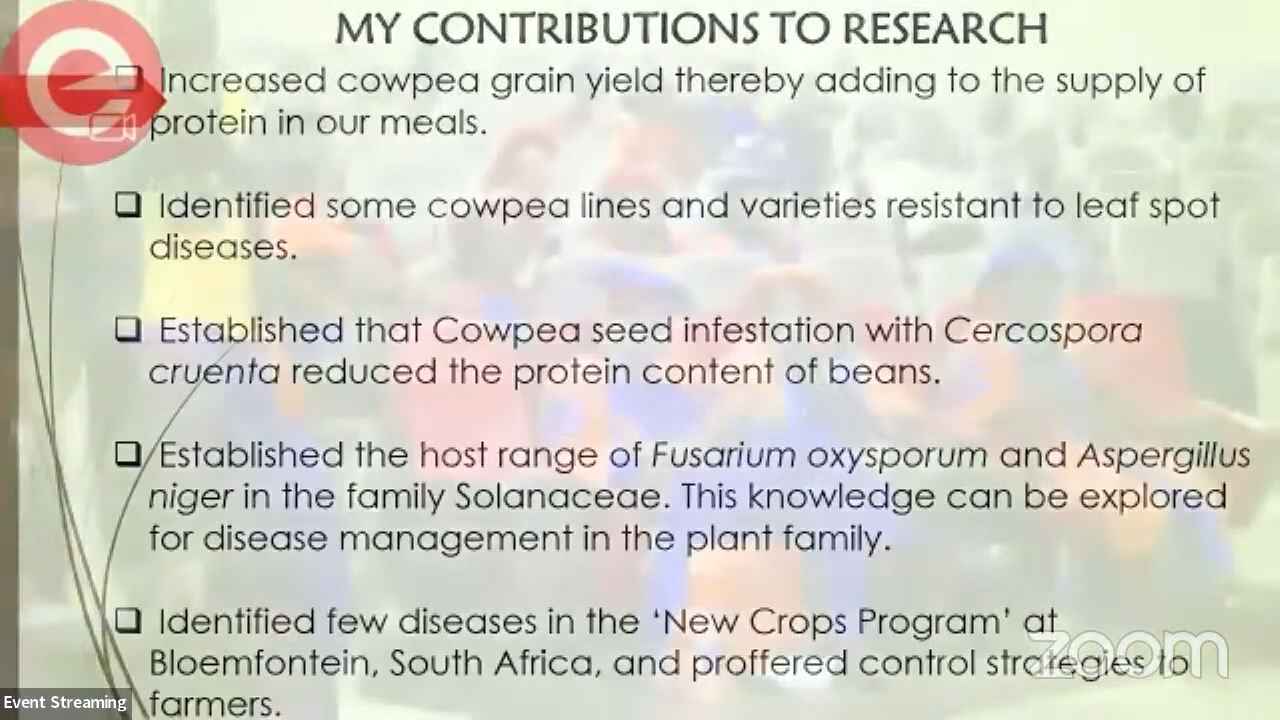 MY CONTRIBUTIONS TO RESEARCH
Increased cowpea grain yield thereby adding to the supply of
protein in our meals.
Identified some cowpea lines and varieties resistant to leaf spot
diseases.
Established that Cowpea seed infestation with Cercospora
cruenta reduced the protein content of beans.
Established the host range of Fusarium oxysporum and Aspergillus
niger in the family Solanaceae. This knowledge can be explored
for disease management in the plant family.
Identified few diseases in the ‘New Crops Program’ at
Bloemfontein, South Africa, and proffered control strategies to
farmers.
zoom
Event Streaming